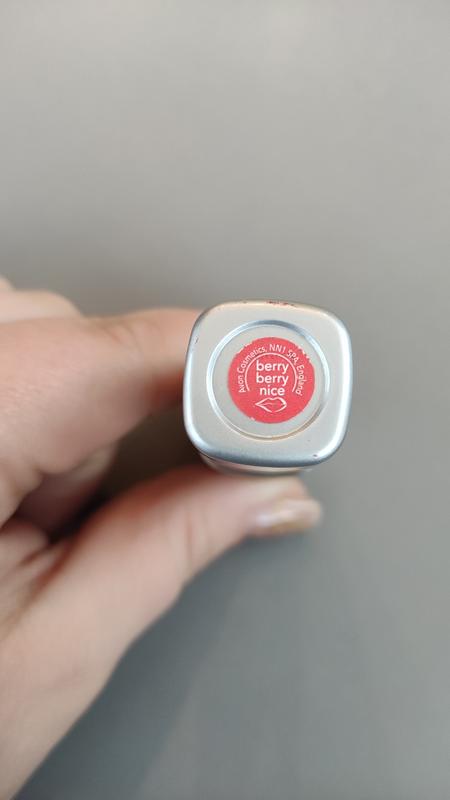 Avon Cosmetics, NN1 5PA, England
berry
berry
nice